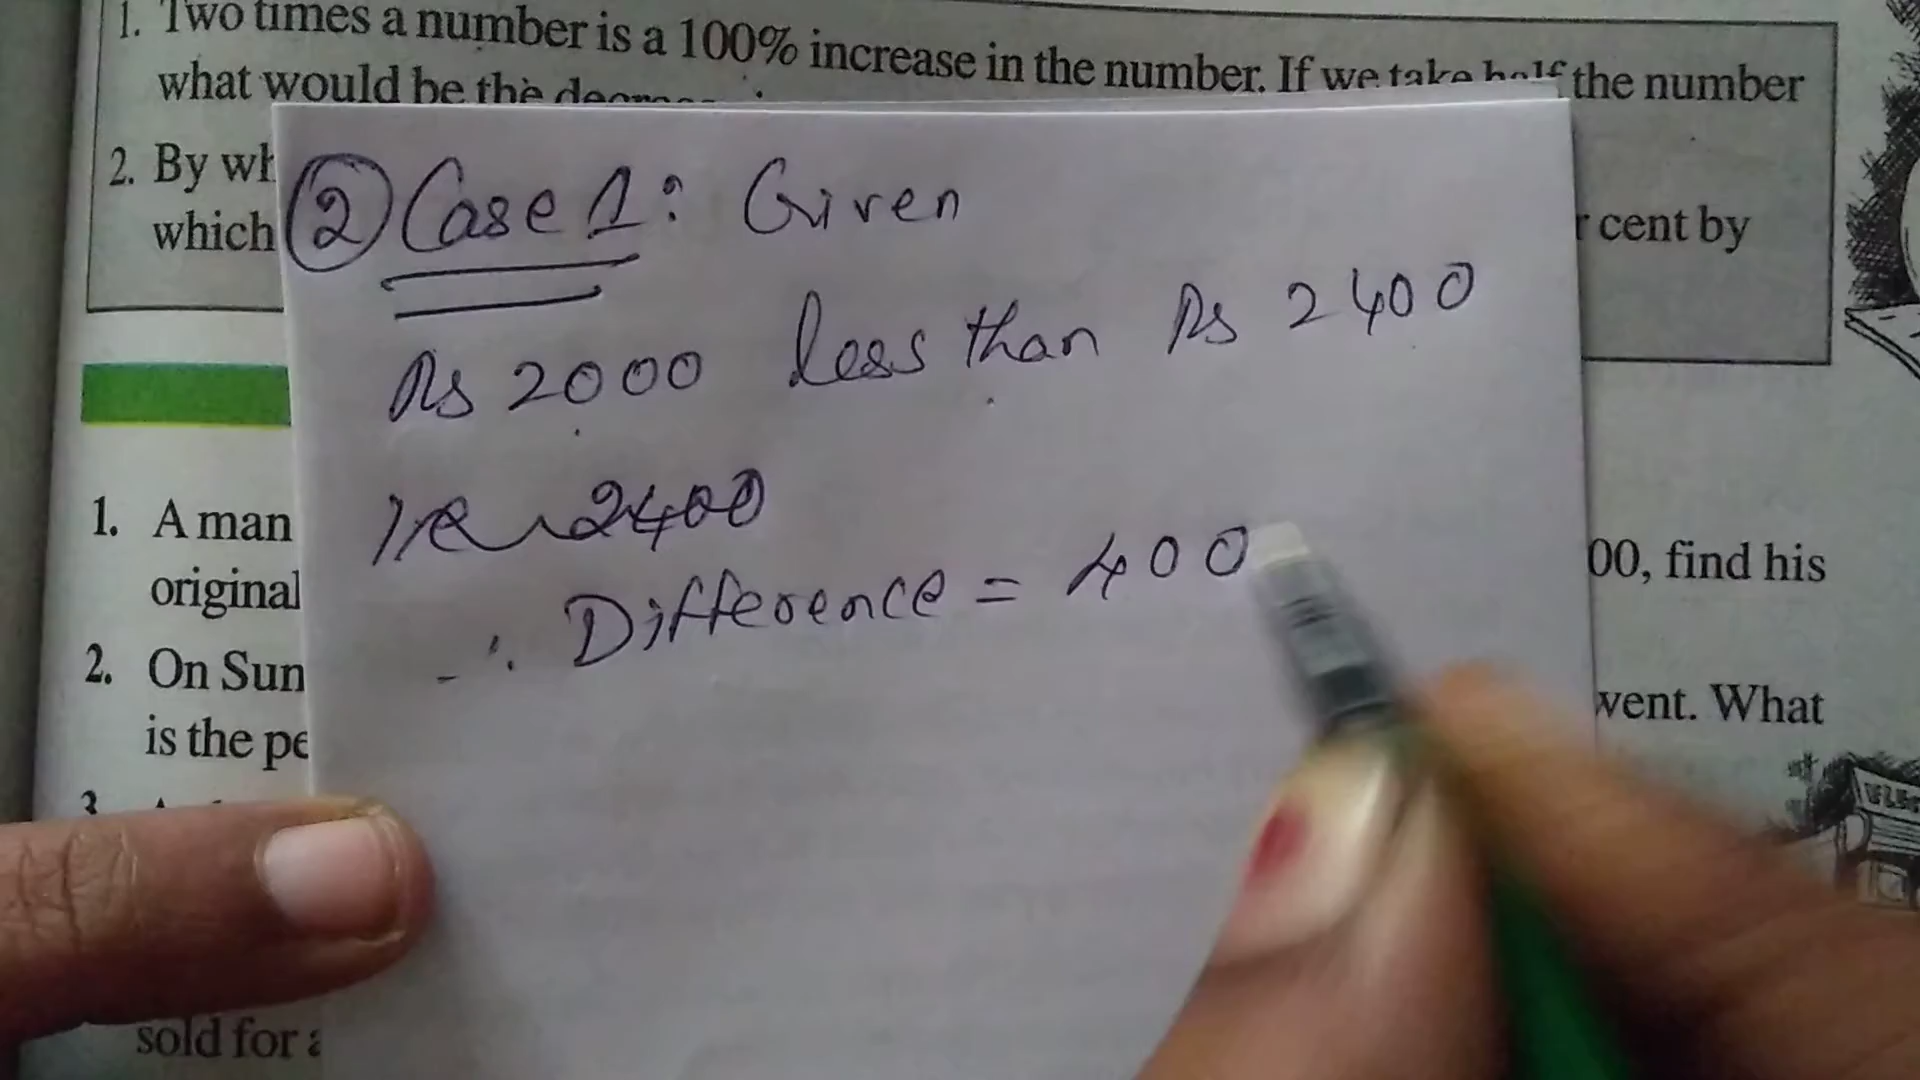 1. Two times a number is a 100% increase in the number. If we take half the number
what would be the
2. By wh
which
r cent by
② Case 1: Given
Rs 2000 less than Rs 2400
2400
∴ Difference = 400
1. A man
original
00, find his
2. On Sun
is the pe
went. What
3.
sold for a